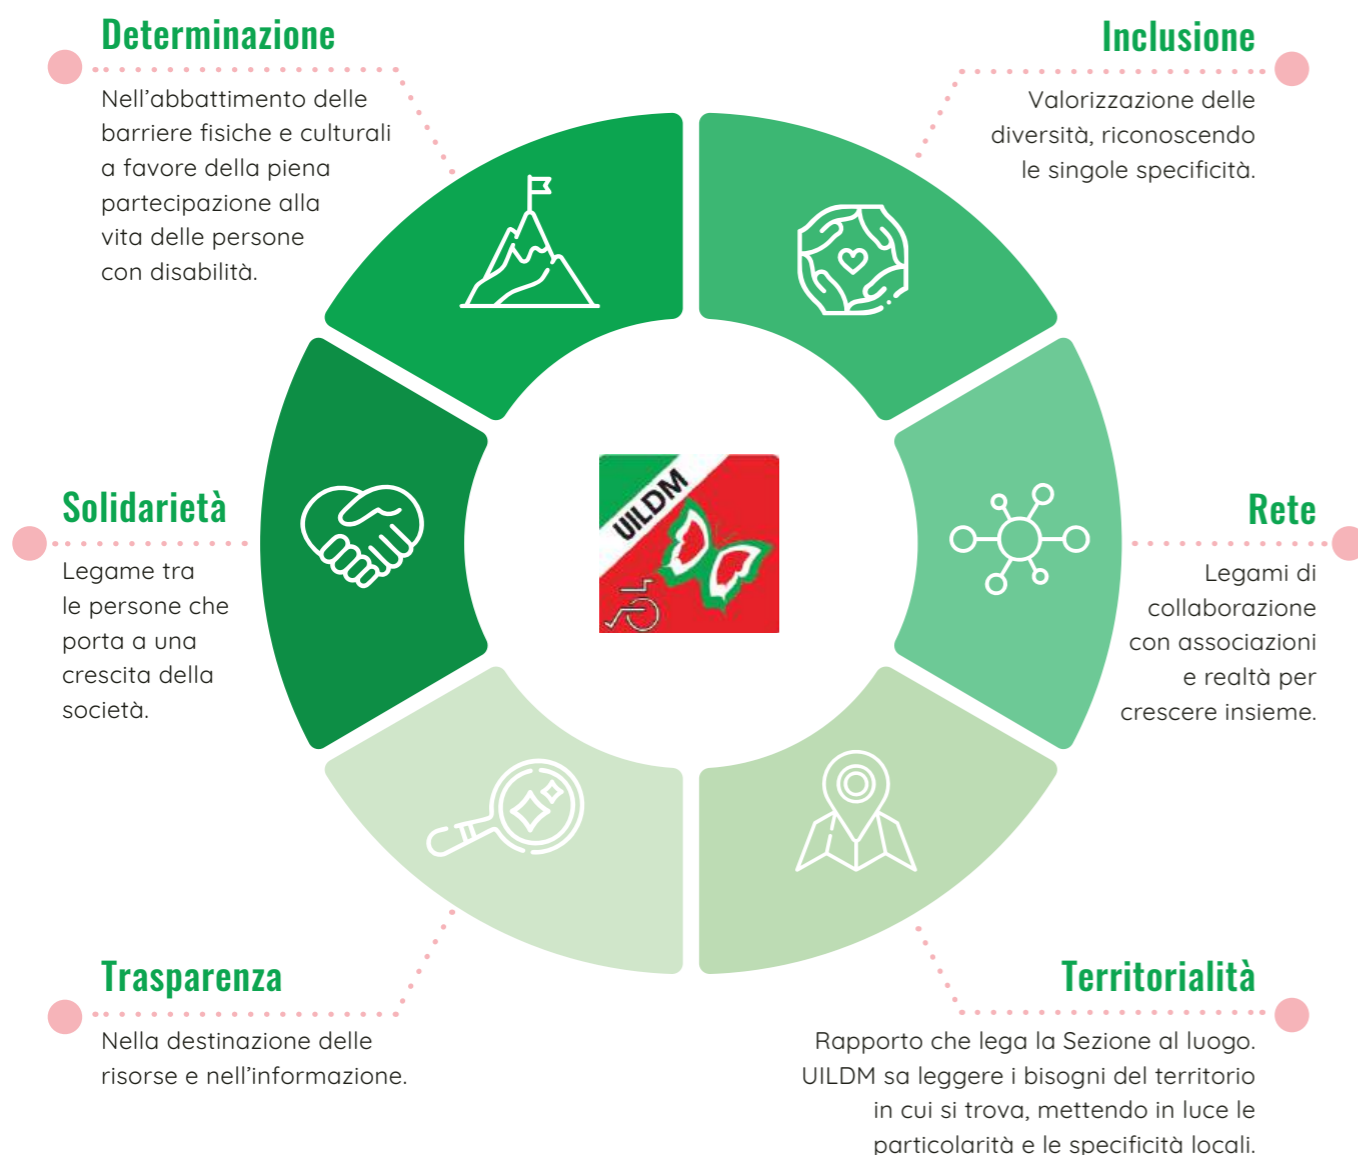 Determinazione
Nell’abbattimento delle
barriere fisiche e culturali
a favore della piena
partecipazione alla
vita delle persone
con disabilità.
Inclusione
Valorizzazione delle
diversità, riconoscendo
le singole specificità.
UILDM
Solidarietà
Legame tra
le persone che
porta a una
crescita della
società.
Rete
Legami di
collaborazione
con associazioni
e realtà per
crescere insieme.
Trasparenza
Nella destinazione delle
risorse e nell’informazione.
Territorialità
Rapporto che lega la Sezione al luogo.
UILDM sa leggere i bisogni del territorio
in cui si trova, mettendo in luce le
particolarità e le specificità locali.